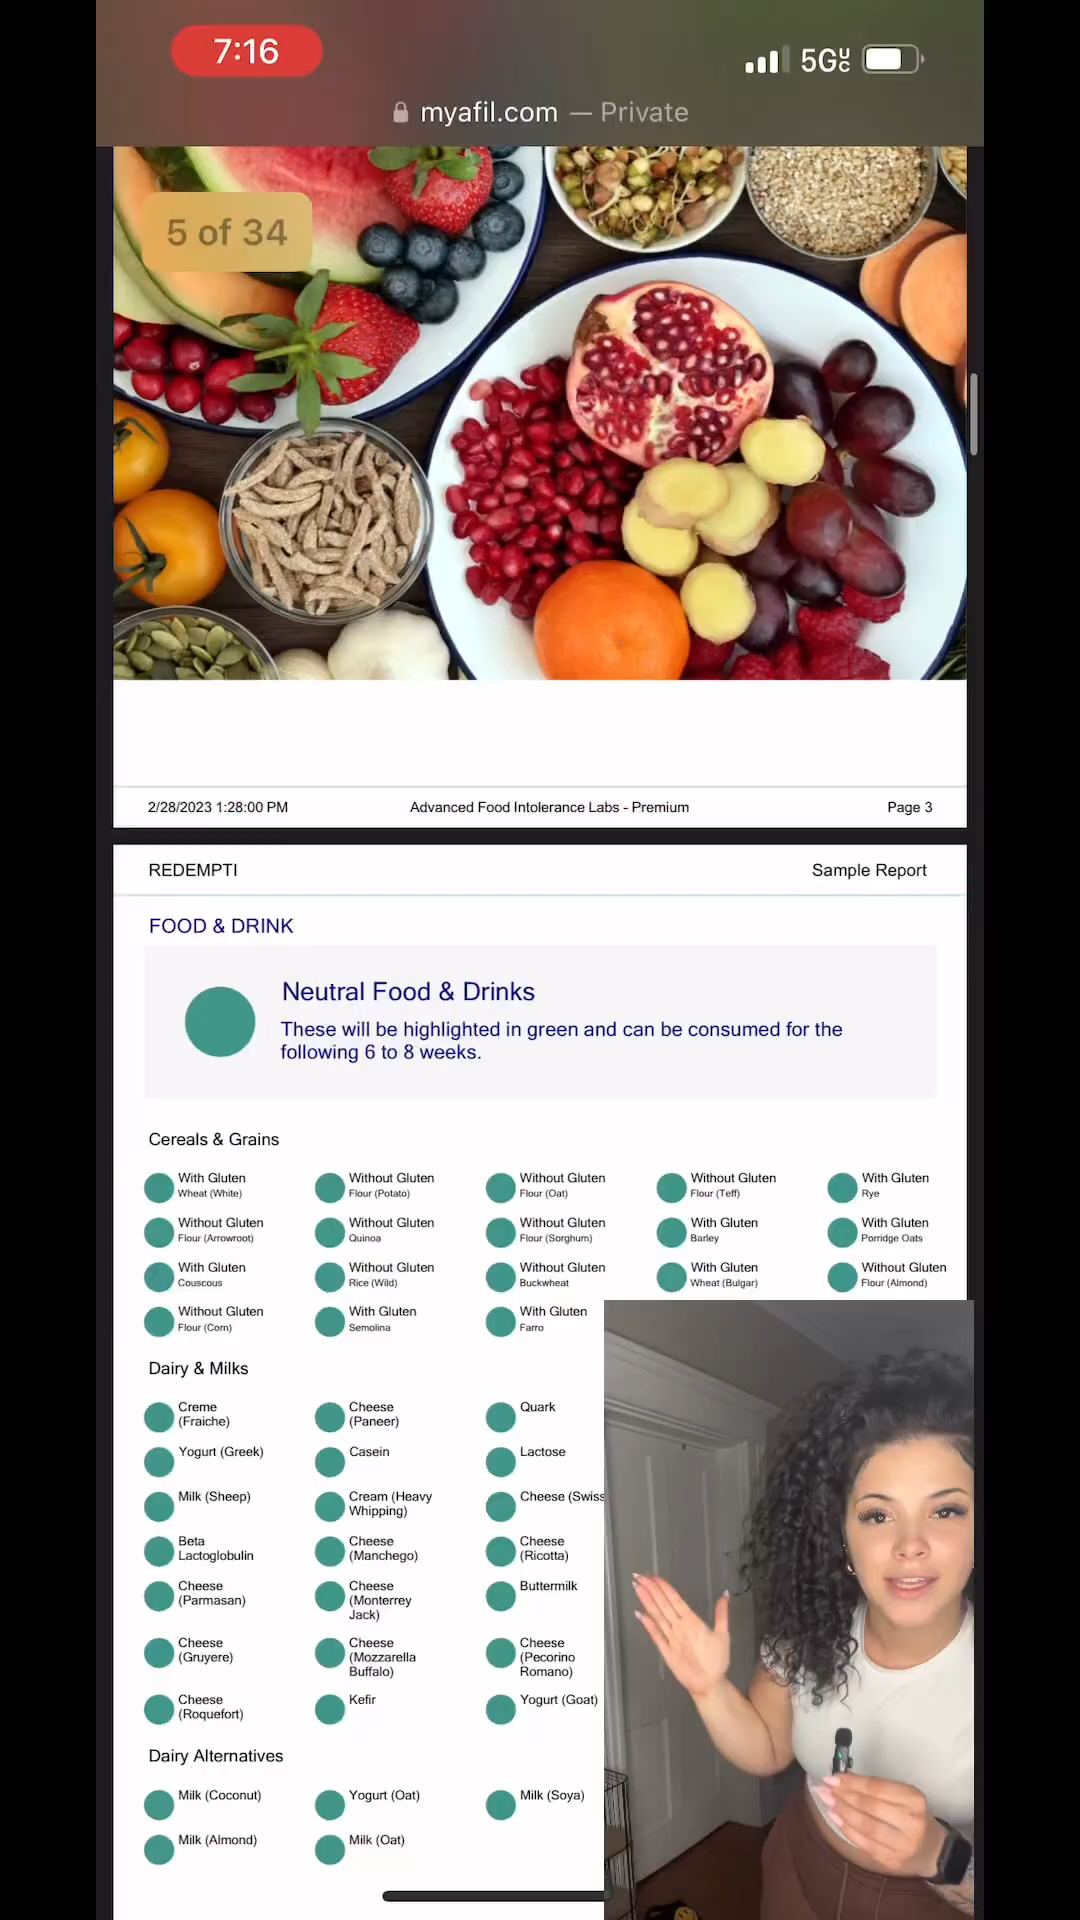 7:16
5G UC
myafil.com — Private
5 of 34
2/28/2023 1:28:00 PM Advanced Food Intolerance Labs - Premium Page 3
REDEMPTI Sample Report
FOOD & DRINK
Neutral Food & Drinks
These will be highlighted in green and can be consumed for the
following 6 to 8 weeks.
Cereals & Grains
With Gluten Without Gluten Without Gluten Without Gluten With Gluten
Wheat (White) Flour (Potato) Flour (Oat) Flour (Teff) Rye
Without Gluten Without Gluten Without Gluten With Gluten With Gluten
Flour (Arrowroot) Quinoa Flour (Sorghum) Barley Porridge Oats
With Gluten Without Gluten Without Gluten With Gluten Without Gluten
Couscous Rice (Wild) Buckwheat Wheat (Bulgar) Flour (Almond)
Without Gluten With Gluten With Gluten
Flour (Corn) Semolina Farro
Dairy & Milks
Creme Cheese Quark
(Fraiche) (Paneer)
Yogurt (Greek) Casein Lactose
Milk (Sheep) Cream (Heavy Cheese (Swiss
Whipping)
Beta Cheese Cheese
Lactoglobulin (Manchego) (Ricotta)
Cheese Cheese Buttermilk
(Parmasan) (Monterrey
Jack)
Cheese Cheese Cheese
(Gruyere) (Mozzarella (Pecorino
Buffalo) Romano)
Cheese Kefir Yogurt (Goat)
(Roquefort)
Dairy Alternatives
Milk (Coconut) Yogurt (Oat) Milk (Soya)
Milk (Almond) Milk (Oat)